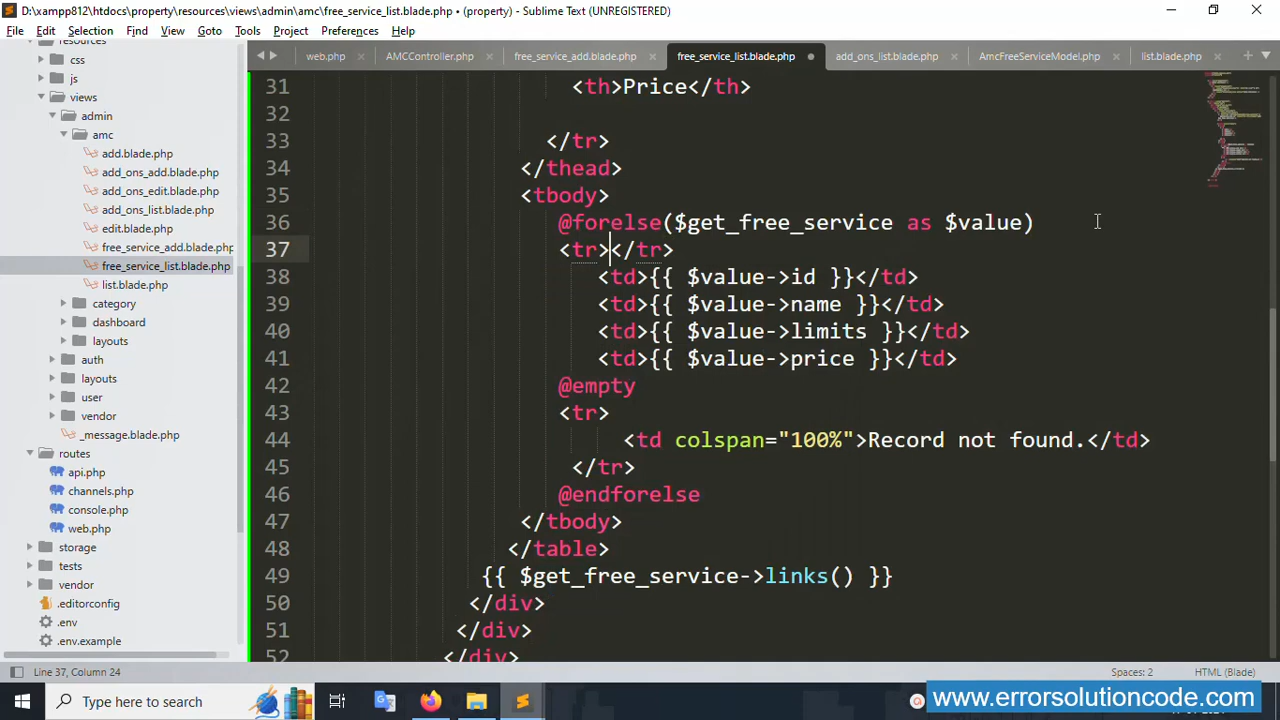 D:\xampp812\htdocs\property\resources\views\admin\amc\free_service_list.blade.php • (property) - Sublime Text (UNREGISTERED)
File Edit Selection Find View Goto Tools Project Preferences Help
web.php AMCController.php free_service_add.blade.php free_service_list.blade.php add_ons_list.blade.php AmcFreeServiceModel.php list.blade.php
resources
css
js
views
admin
amc
add.blade.php
add_ons_add.blade.php
add_ons_edit.blade.php
add_ons_list.blade.php
edit.blade.php
free_service_add.blade.php
free_service_list.blade.php
list.blade.php
category
dashboard
layouts
auth
layouts
user
vendor
_message.blade.php
routes
api.php
channels.php
console.php
web.php
storage
tests
vendor
.editorconfig
.env
.env.example
31 <th>Price</th>
32
33 </tr>
34 </thead>
35 <tbody>
36 @forelse($get_free_service as $value)
37 <tr></tr>
38 <td>{{ $value->id }}</td>
39 <td>{{ $value->name }}</td>
40 <td>{{ $value->limits }}</td>
41 <td>{{ $value->price }}</td>
42 @empty
43 <tr>
44 <td colspan="100%">Record not found.</td>
45 </tr>
46 @endforelse
47 </tbody>
48 </table>
49 {{ $get_free_service->links() }}
50 </div>
51 </div>
52 </div>
Line 37, Column 24 Spaces: 2 HTML (Blade)
Type here to search
www.errorsolutioncode.com